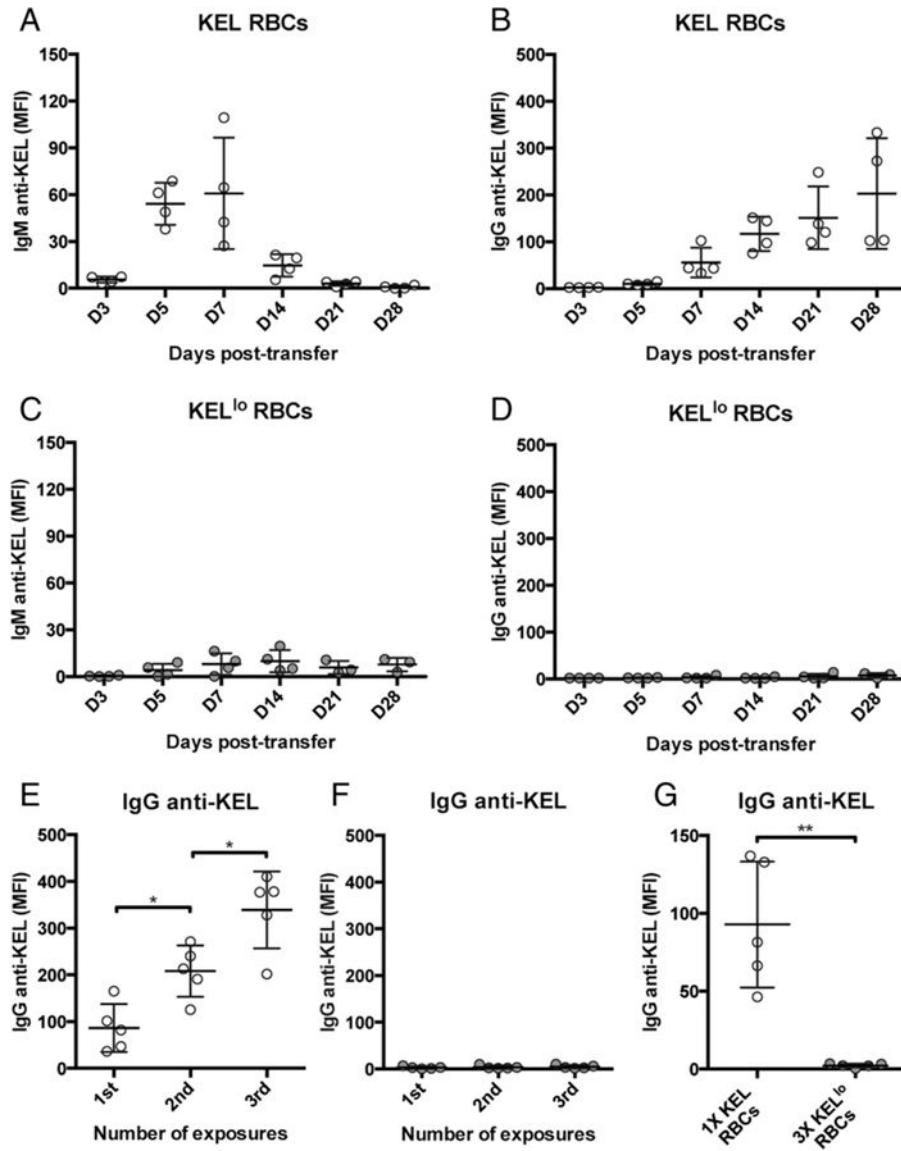 A
KEL RBCs
IgM anti-KEL (MFI)
150
120
90
60
30
0
D3 D5 D7 D14 D21 D28
Days post-transfer
B
KEL RBCs
IgG anti-KEL (MFI)
500
400
300
200
100
0
D3 D5 D7 D14 D21 D28
Days post-transfer
C
KELlo RBCs
IgM anti-KEL (MFI)
150
120
90
60
30
0
D3 D5 D7 D14 D21 D28
Days post-transfer
D
KELlo RBCs
IgG anti-KEL (MFI)
500
400
300
200
100
0
D3 D5 D7 D14 D21 D28
Days post-transfer
E
IgG anti-KEL
IgG anti-KEL (MFI)
500
400
300
200
100
0
* *
1st 2nd 3rd
Number of exposures
F
IgG anti-KEL
IgG anti-KEL (MFI)
500
400
300
200
100
0
1st 2nd 3rd
Number of exposures
G
IgG anti-KEL
IgG anti-KEL (MFI)
150
100
50
0
**
1X KEL
RBCs
3X KELlo
RBCs